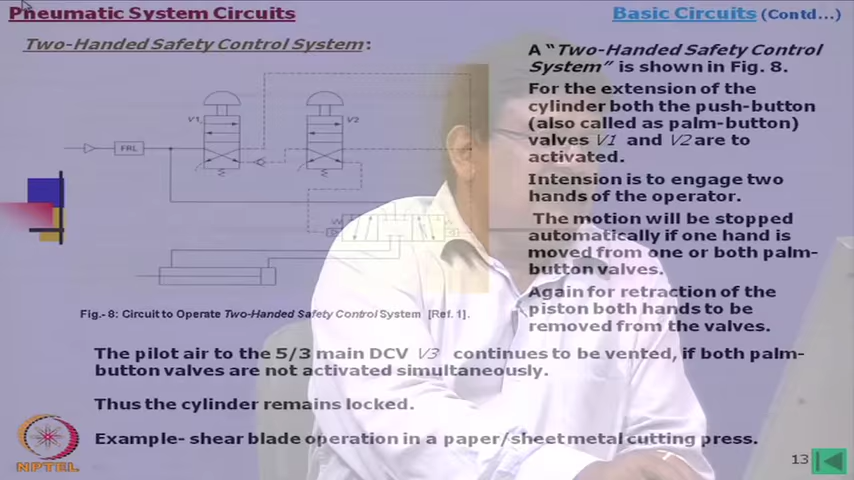 Pneumatic System Circuits
Basic Circuits (Contd...)
Two-Handed Safety Control System:
V1
V2
FRL
Fig.- 8: Circuit to Operate Two-Handed Safety Control System [Ref. 1].
A “Two-Handed Safety Control
System” is shown in Fig. 8.
For the extension of the
cylinder both the push-button
(also called as palm-button)
valves V1 and V2 are to
activated.
Intension is to engage two
hands of the operator.
The motion will be stopped
automatically if one hand is
moved from one or both palm-
button valves.
Again for retraction of the
piston both hands to be
removed from the valves.
The pilot air to the 5/3 main DCV V3 continues to be vented, if both palm-
button valves are not activated simultaneously.
Thus the cylinder remains locked.
Example- shear blade operation in a paper/sheetmetal cutting press.
NPTEL
13